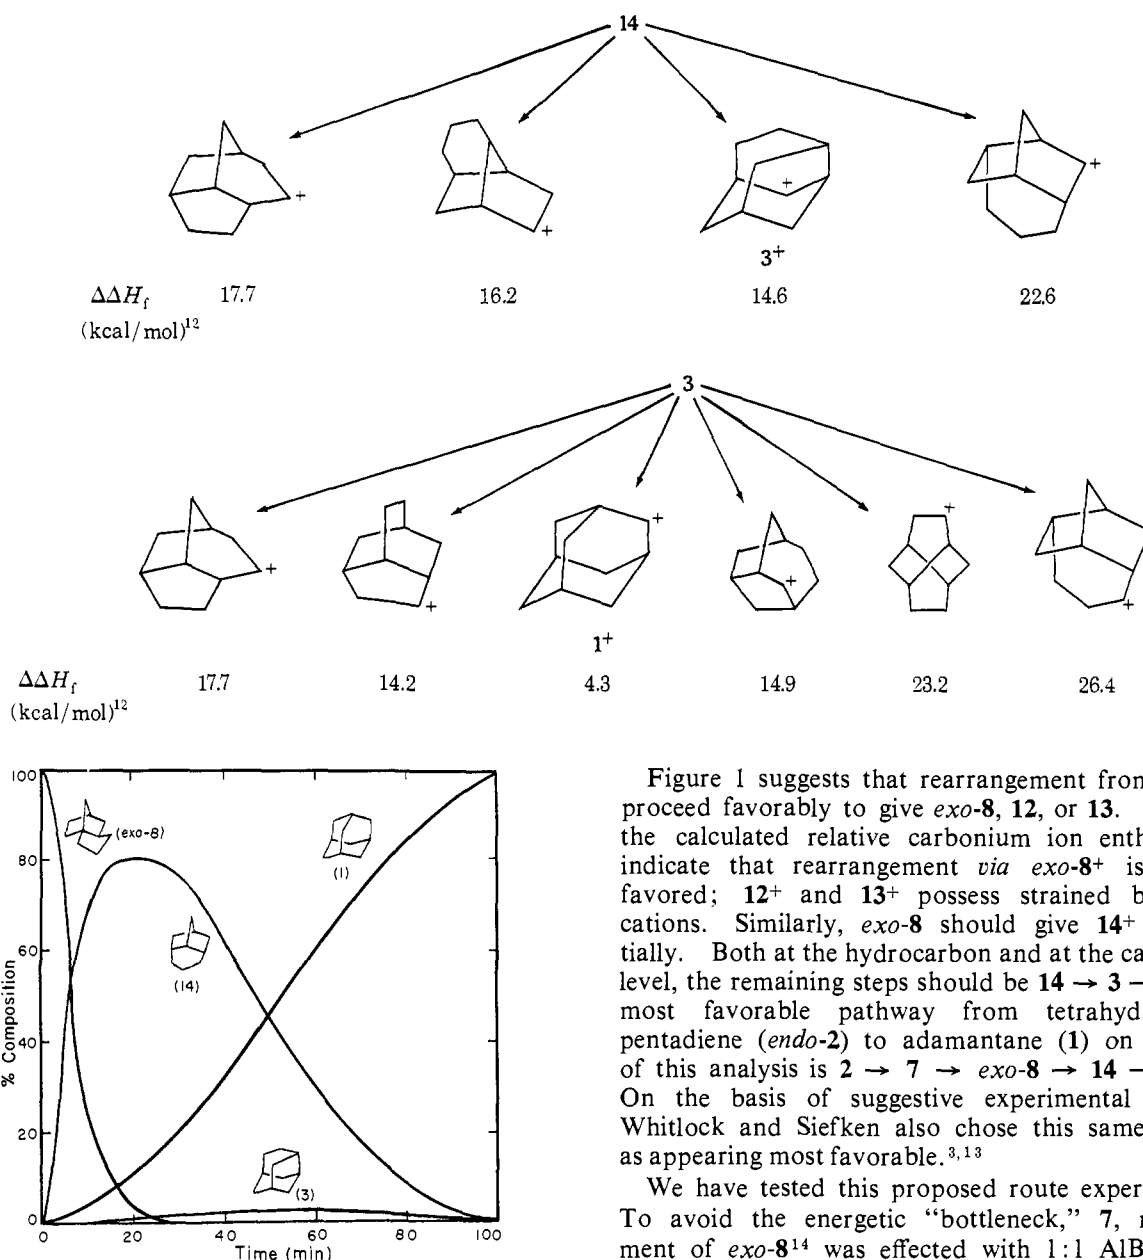 14
+
+
+
+
3+
ΔΔHf 17.7 16.2 14.6 22.6
(kcal/mol)12
3
+
+
+
+
+
+
1+
ΔΔHf 17.7 14.2 4.3 14.9 23.2 26.4
(kcal/mol)12
% Composition
100
80
60
40
20
0
(exo-8)
(1)
(14)
(3)
0 20 40 60 80 100
Time (min)
Figure 1 suggests that rearrangement from
proceed favorably to give exo-8, 12, or 13.
the calculated relative carbonium ion enth
indicate that rearrangement via exo-8+ is
favored; 12+ and 13+ possess strained b
cations. Similarly, exo-8 should give 14+
tially. Both at the hydrocarbon and at the ca
level, the remaining steps should be 14 → 3 –
most favorable pathway from tetrahyd
pentadiene (endo-2) to adamantane (1) on
of this analysis is 2 → 7 → exo-8 → 14 –
On the basis of suggestive experimental
Whitlock and Siefken also chose this same
as appearing most favorable.3,13
We have tested this proposed route exper
To avoid the energetic "bottleneck," 7, r
ment of exo-814 was effected with 1:1 AlB